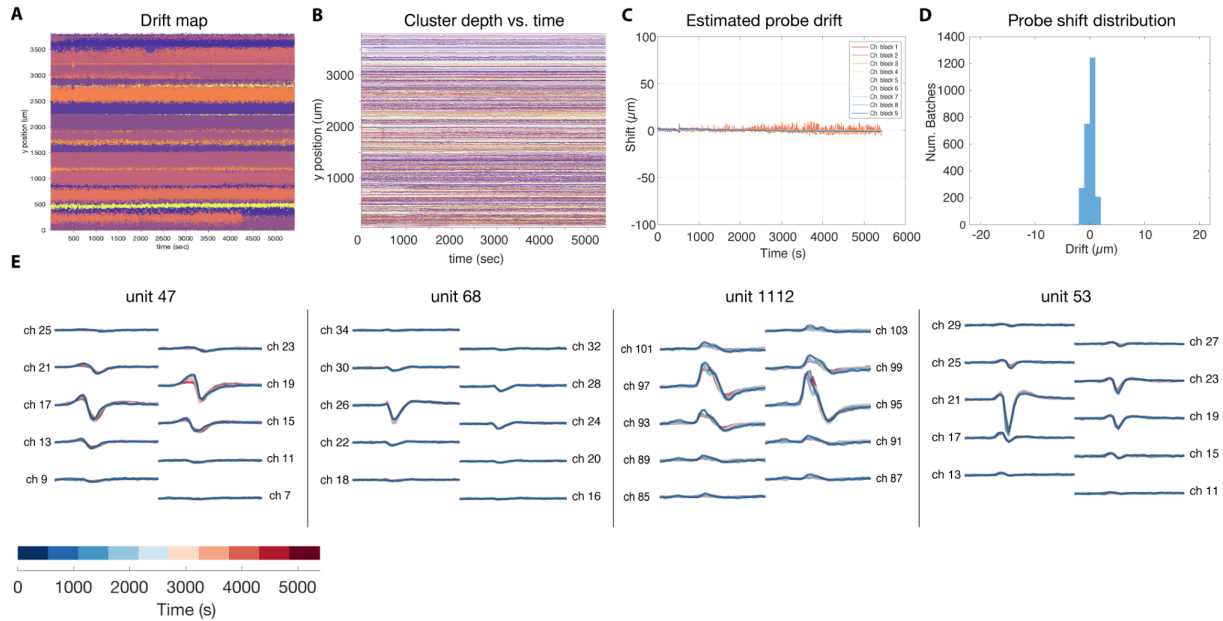 A
Drift map
y position (um)
3500
3000
2500
2000
1500
1000
500
0
500 1000 1500 2000 2500 3000 3500 4000 4500 5000
time (sec)
B
Cluster depth vs. time
y position (um)
3000
2000
1000
0 500 1000 1500 2000 2500 3000 3500 4000 4500 5000
time (sec)
C
Estimated probe drift
Shift (µm)
100
50
0
-50
-100
0 1000 2000 3000 4000 5000 6000
Time (s)
Ch. block 1
Ch. block 2
Ch. block 3
Ch. block 4
Ch. block 5
Ch. block 6
Ch. block 7
Ch. block 8
Ch. block 9
D
Probe shift distribution
Num. Batches
1400
1200
1000
800
600
400
200
0
-20 -10 0 10 20
Drift (µm)
E
unit 47
ch 25
ch 23
ch 21
ch 19
ch 17
ch 15
ch 13
ch 11
ch 9
ch 7
unit 68
ch 34
ch 32
ch 30
ch 28
ch 26
ch 24
ch 22
ch 20
ch 18
ch 16
unit 1112
ch 103
ch 101
ch 99
ch 97
ch 95
ch 93
ch 91
ch 89
ch 87
ch 85
unit 53
ch 29
ch 27
ch 25
ch 23
ch 21
ch 19
ch 17
ch 15
ch 13
ch 11
0 1000 2000 3000 4000 5000
Time (s)